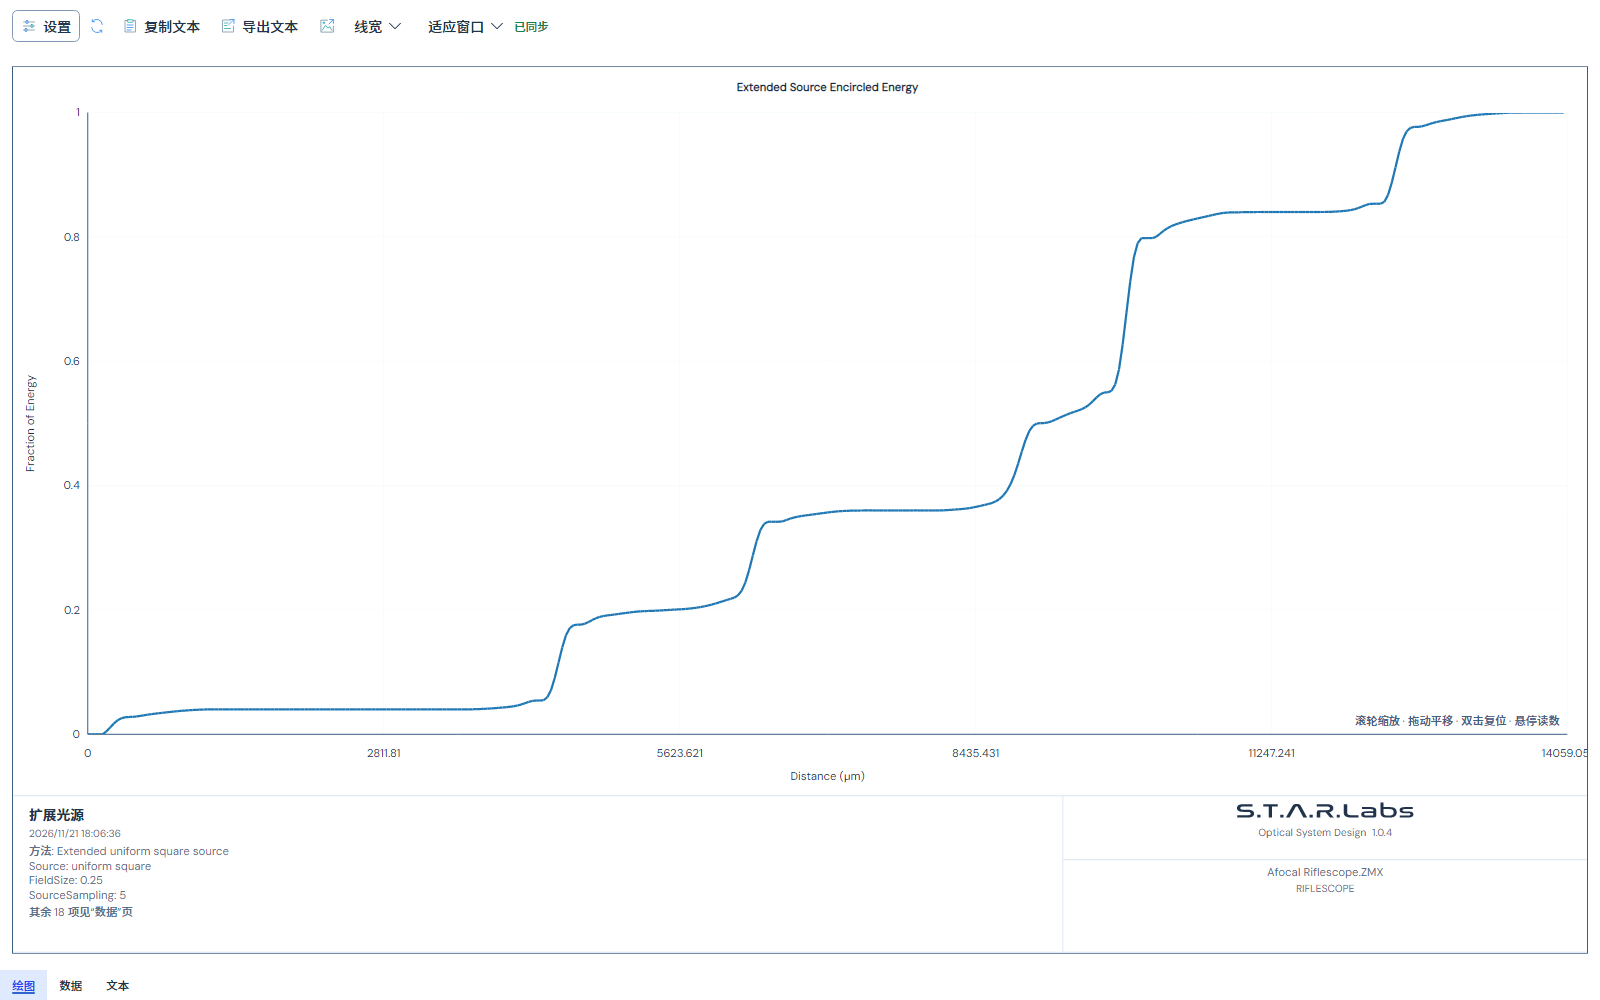 设置 复制文本 导出文本 线宽 适应窗口 已同步
Extended Source Encircled Energy
1
0.8
0.6
0.4
0.2
0
Fraction of Energy
滚轮缩放 · 拖动平移 · 双击复位 · 悬停读数
0 2811.81 5623.621 8435.431 11247.241 14059.05
Distance (µm)
扩展光源
2026/11/21 18:06:36
方法: Extended uniform square source
Source: uniform square
FieldSize: 0.25
SourceSampling: 5
其余 18 项见“数据”页
S.T.A.R.Labs
Optical System Design 1.0.4
Afocal Riflescope.ZMX
RIFLESCOPE
绘图 数据 文本